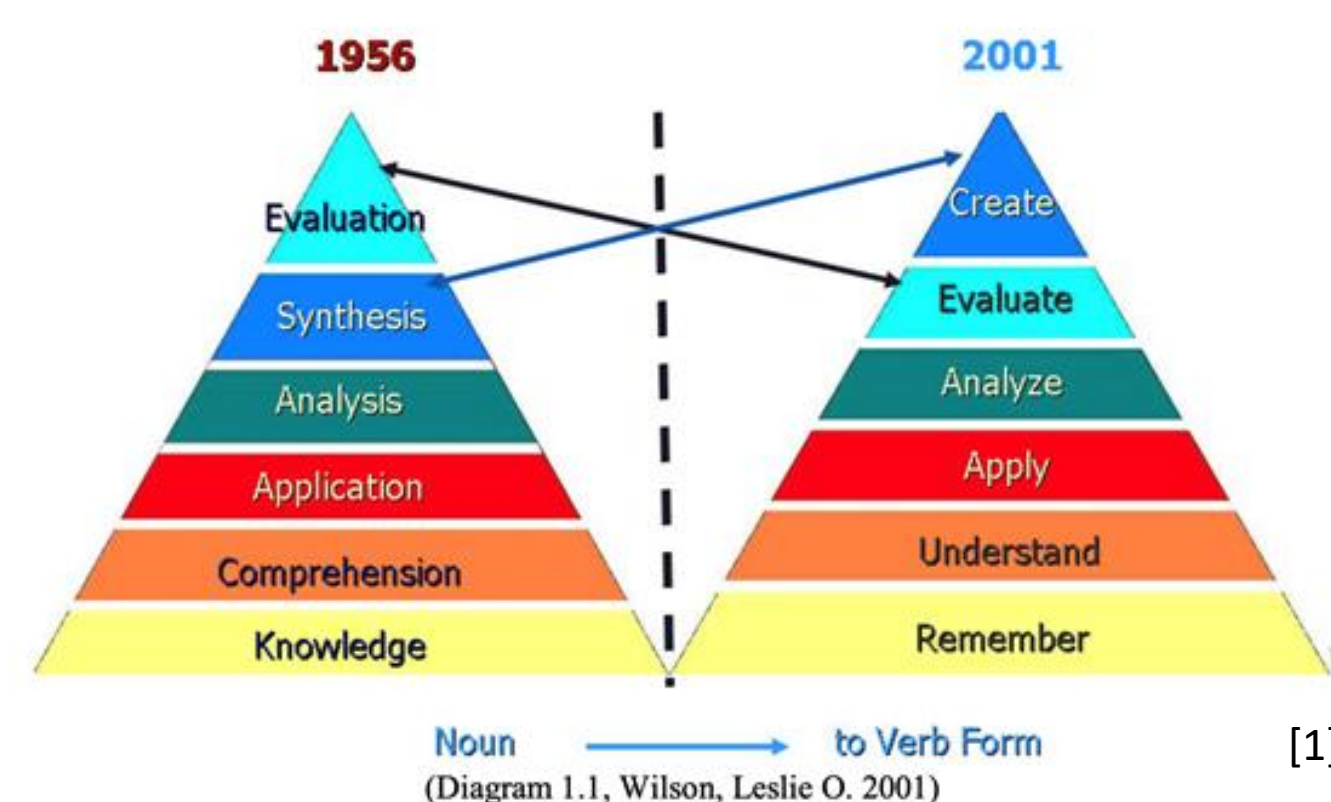 1956
Evaluation
Synthesis
Analysis
Application
Comprehension
Knowledge
2001
Create
Evaluate
Analyze
Apply
Understand
Remember
Noun to Verb Form
(Diagram 1.1, Wilson, Leslie O. 2001)
[1]